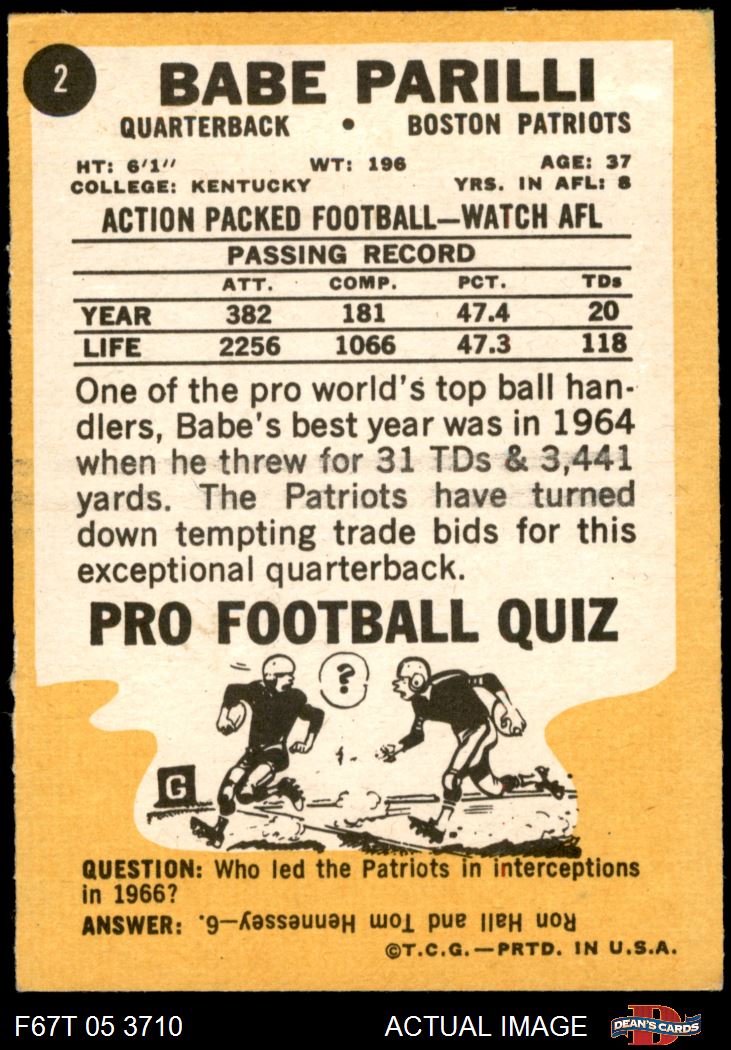 2
BABE PARILLI
QUARTERBACK • BOSTON PATRIOTS
HT: 6'1" WT: 196 AGE: 37
COLLEGE: KENTUCKY YRS. IN AFL: 8
ACTION PACKED FOOTBALL—WATCH AFL
PASSING RECORD
ATT. COMP. PCT. TDs
YEAR 382 181 47.4 20
LIFE 2256 1066 47.3 118
One of the pro world's top ball han-
dlers, Babe's best year was in 1964
when he threw for 31 TDs & 3,441
yards. The Patriots have turned
down tempting trade bids for this
exceptional quarterback.
PRO FOOTBALL QUIZ
?
G
QUESTION: Who led the Patriots in interceptions
in 1966?
ANSWER: Ron Hall and Tom Hennessey—6.
©T.C.G.—PRTD. IN U.S.A.
F67T 05 3710 ACTUAL IMAGE D DEAN'S CARDS